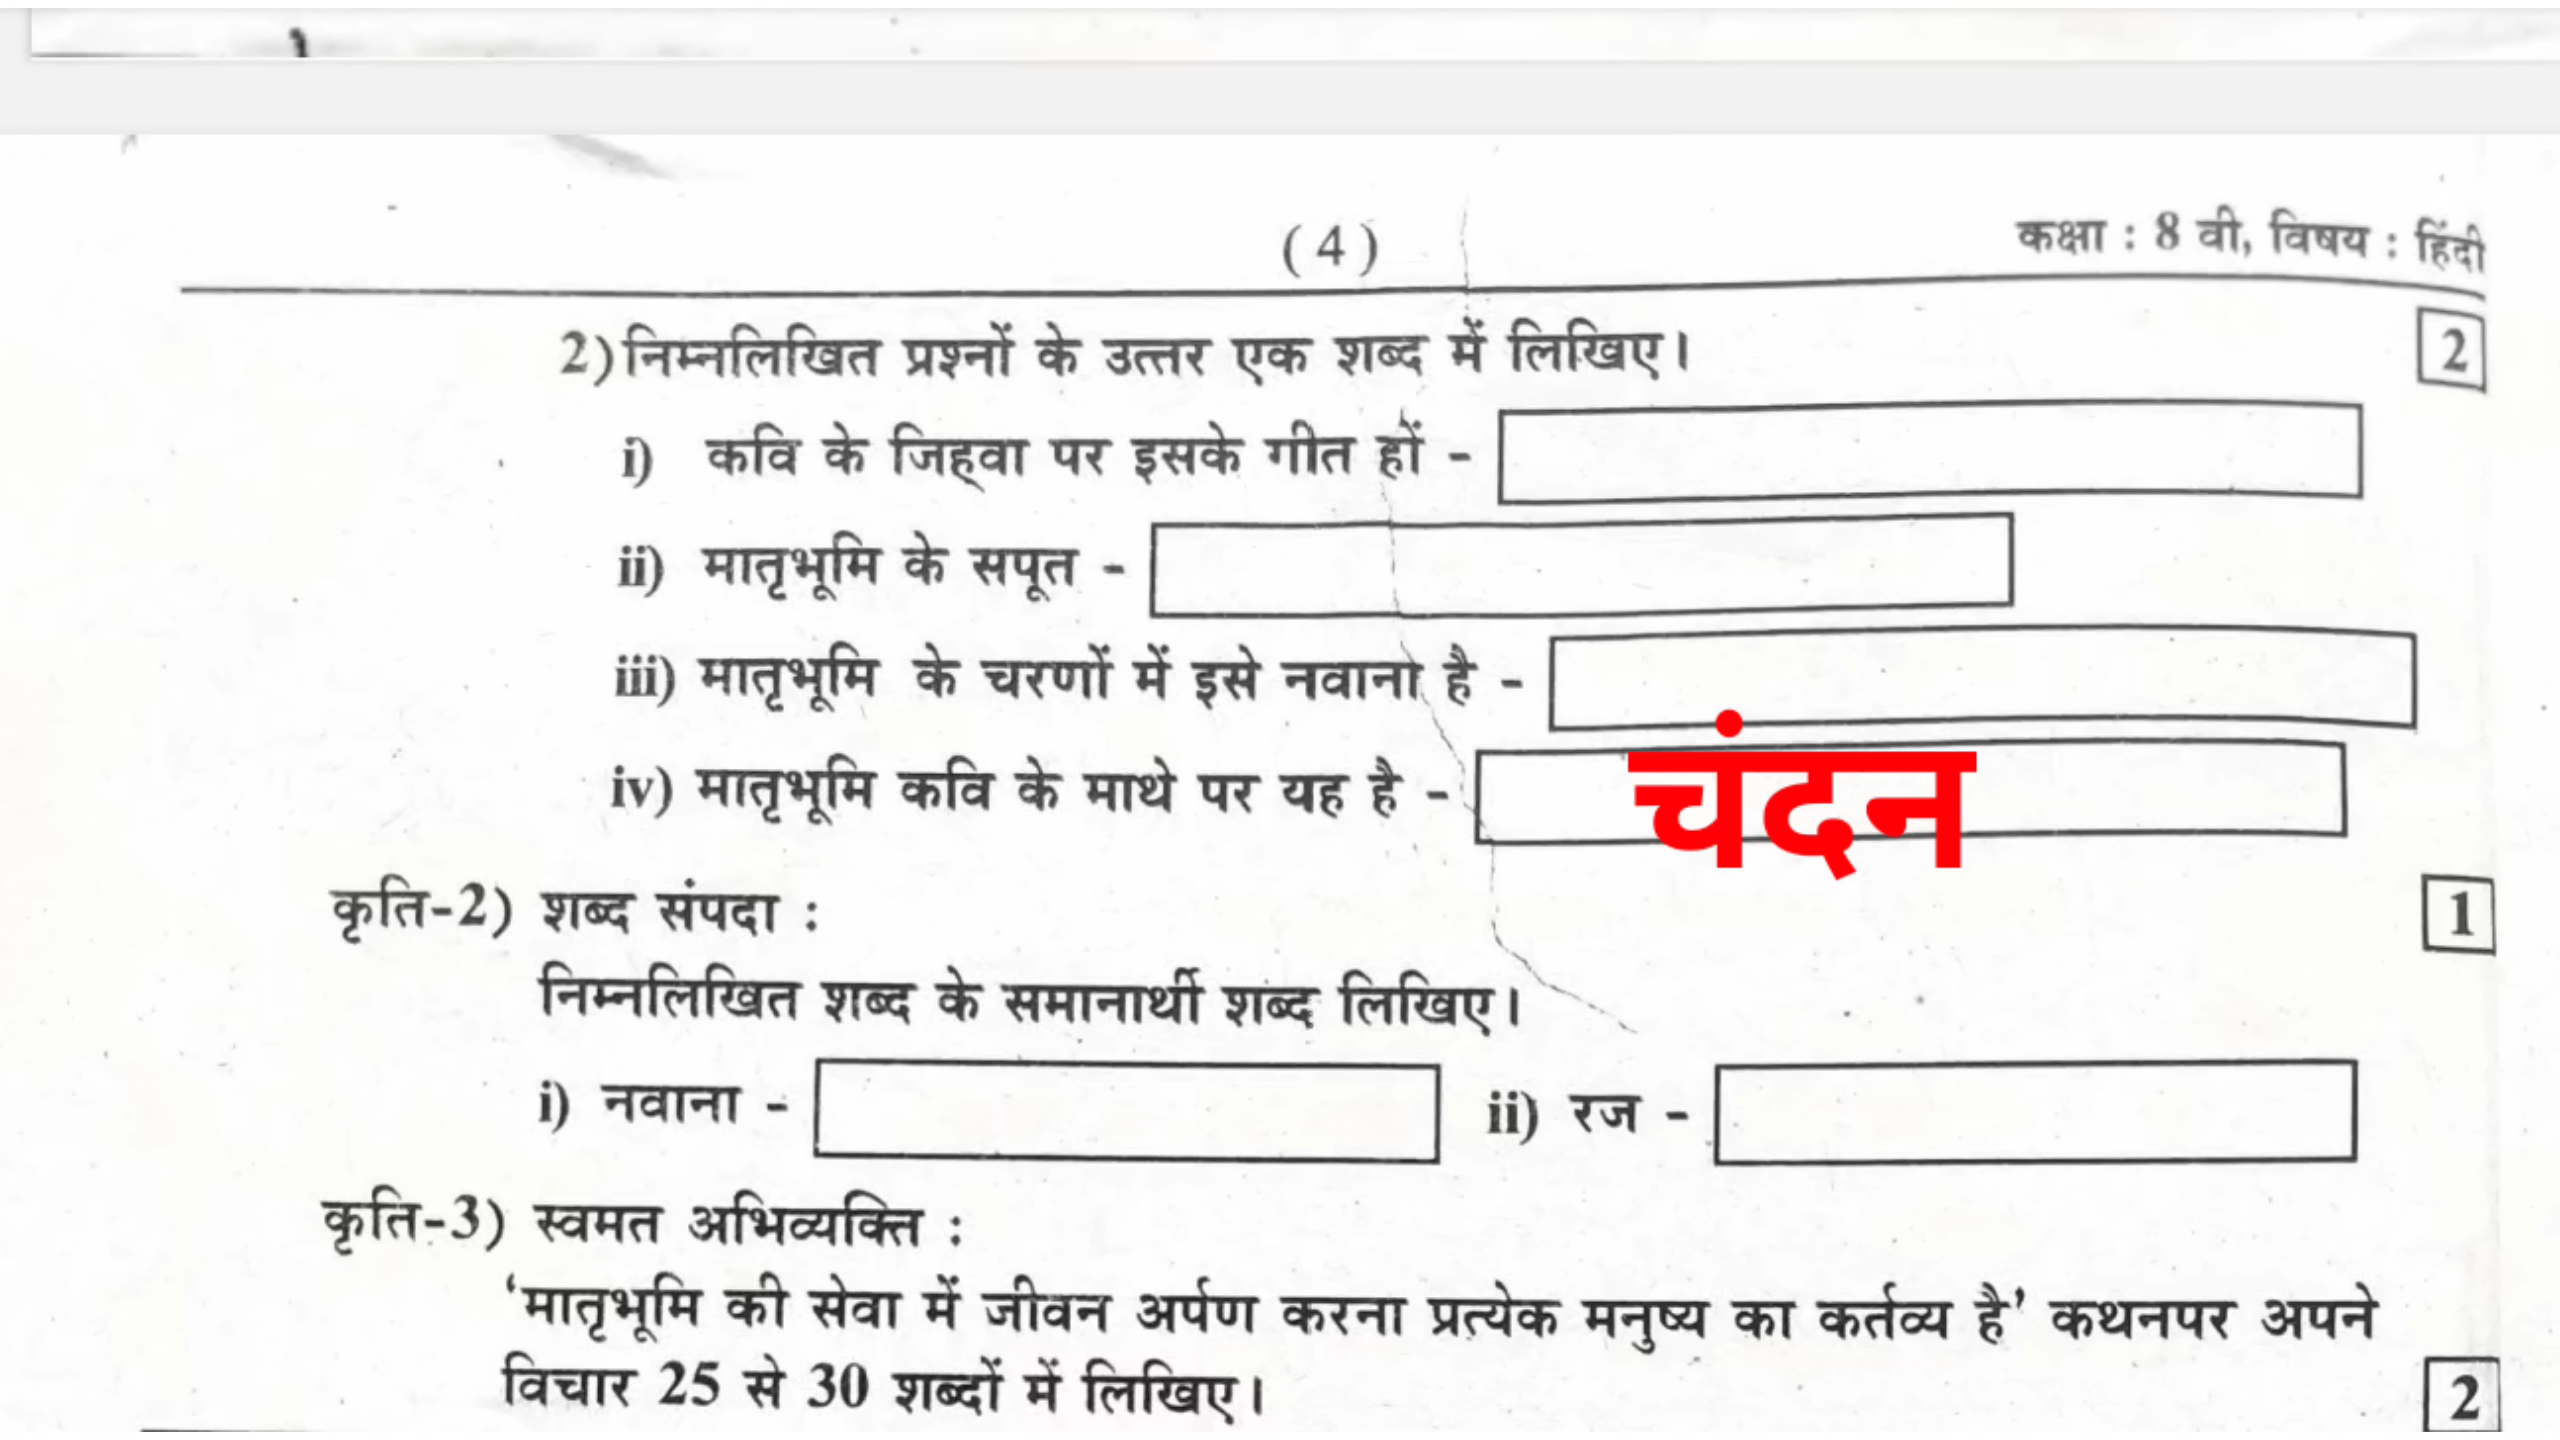 (4)
कक्षा : 8 वी, विषय : हिंदी
2) निम्नलिखित प्रश्नों के उत्तर एक शब्द में लिखिए।
2
i) कवि के जिह्‌वा पर इसके गीत हों -
ii) मातृभूमि के सपूत -
iii) मातृभूमि के चरणों में इसे नवाना है -
iv) मातृभूमि कवि के माथे पर यह है - चंदन
कृति-2) शब्द संपदा :
1
निम्नलिखित शब्द के समानार्थी शब्द लिखिए।
i) नवाना - ii) रज -
कृति-3) स्वमत अभिव्यक्ति :
‘मातृभूमि की सेवा में जीवन अर्पण करना प्रत्येक मनुष्य का कर्तव्य है’ कथनपर अपने
विचार 25 से 30 शब्दों में लिखिए।
2